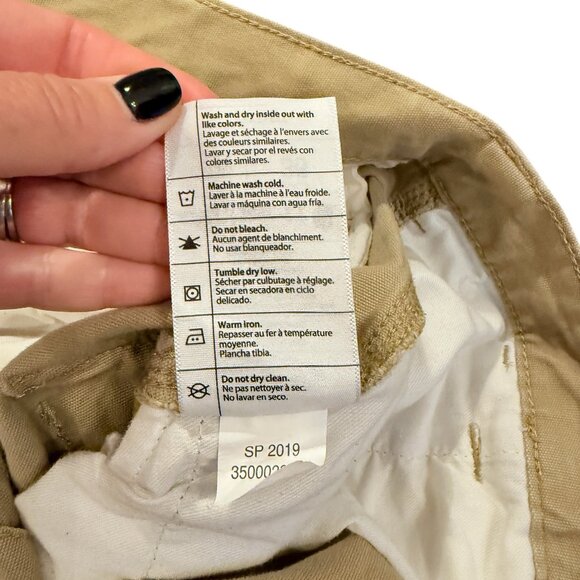 Wash and dry inside out with
like colors.
Lavage et séchage à l'envers avec
des couleurs similaires.
Lavar y secar por el revés con
colores similares.
Machine wash cold.
Laver à la machine à l'eau froide.
Lavar a máquina con agua fría.
Do not bleach.
Aucun agent de blanchiment.
No usar blanqueador.
Tumble dry low.
Sécher par culbutage à réglage.
Secar en secadora en ciclo
delicado.
Warm iron.
Repasser au fer à température
moyenne.
Plancha tibla.
Do not dry clean.
Ne pas nettoyer à sec.
No lavar en seco.
SP 2019